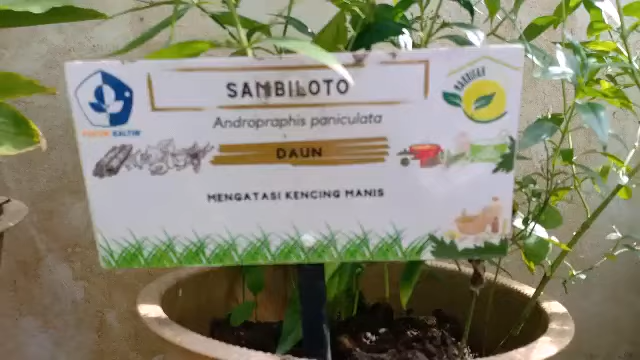 SAMBILOTO
Andropraphis paniculata
DAUN
MENGATASI KENCING MANIS